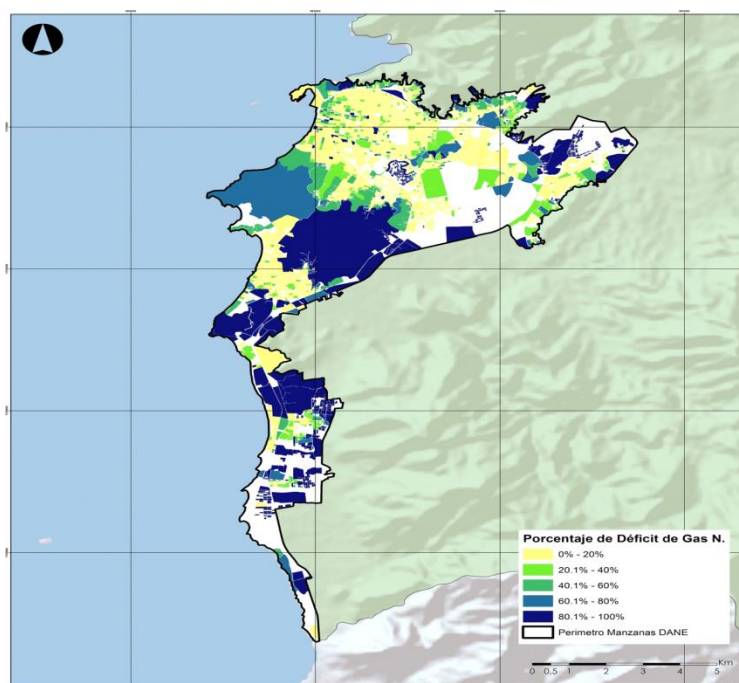 Porcentaje de Déficit de Gas N.
0% - 20%
20.1% - 40%
40.1% - 60%
60.1% - 80%
80.1% - 100%
Perimetro Manzanas DANE
Km
0 0.5 1 2 3 4 5